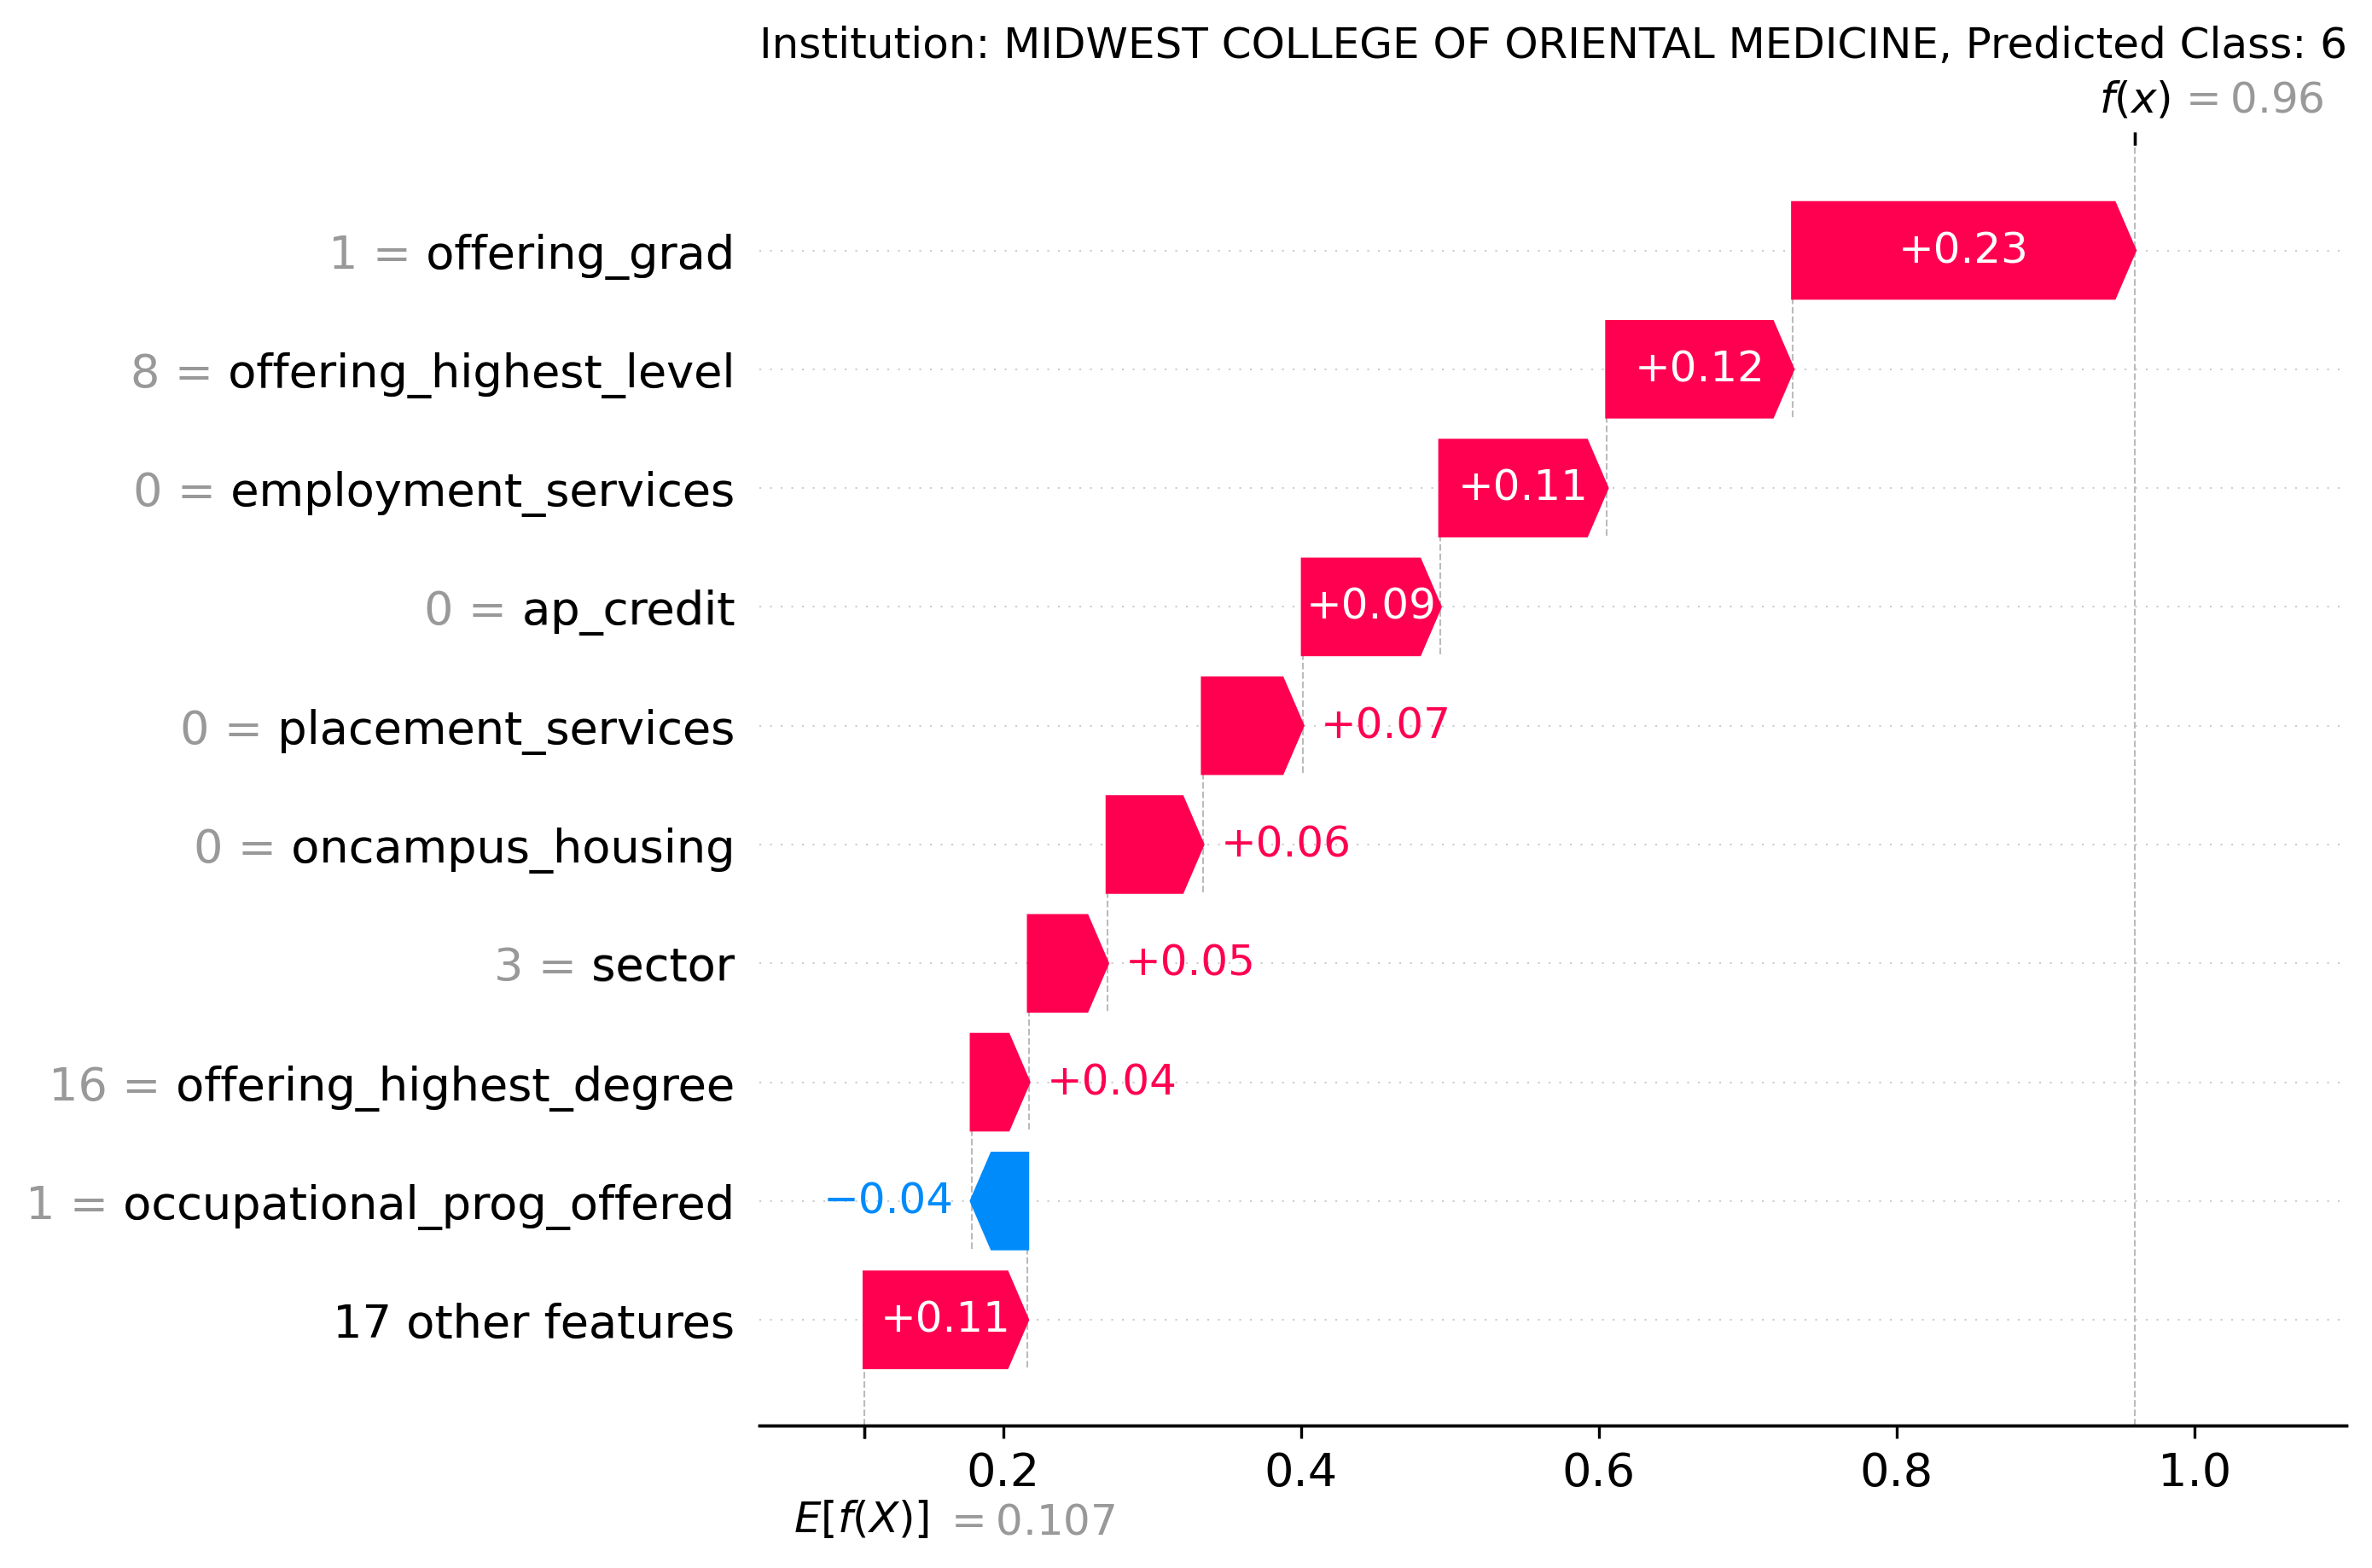 Institution: MIDWEST COLLEGE OF ORIENTAL MEDICINE, Predicted Class: 6
f(x) = 0.96
1 = offering_grad +0.23
8 = offering_highest_level +0.12
0 = employment_services +0.11
0 = ap_credit +0.09
0 = placement_services +0.07
0 = oncampus_housing +0.06
3 = sector +0.05
16 = offering_highest_degree +0.04
1 = occupational_prog_offered −0.04
17 other features +0.11
0.2 0.4 0.6 0.8 1.0
E[f(X)] = 0.107